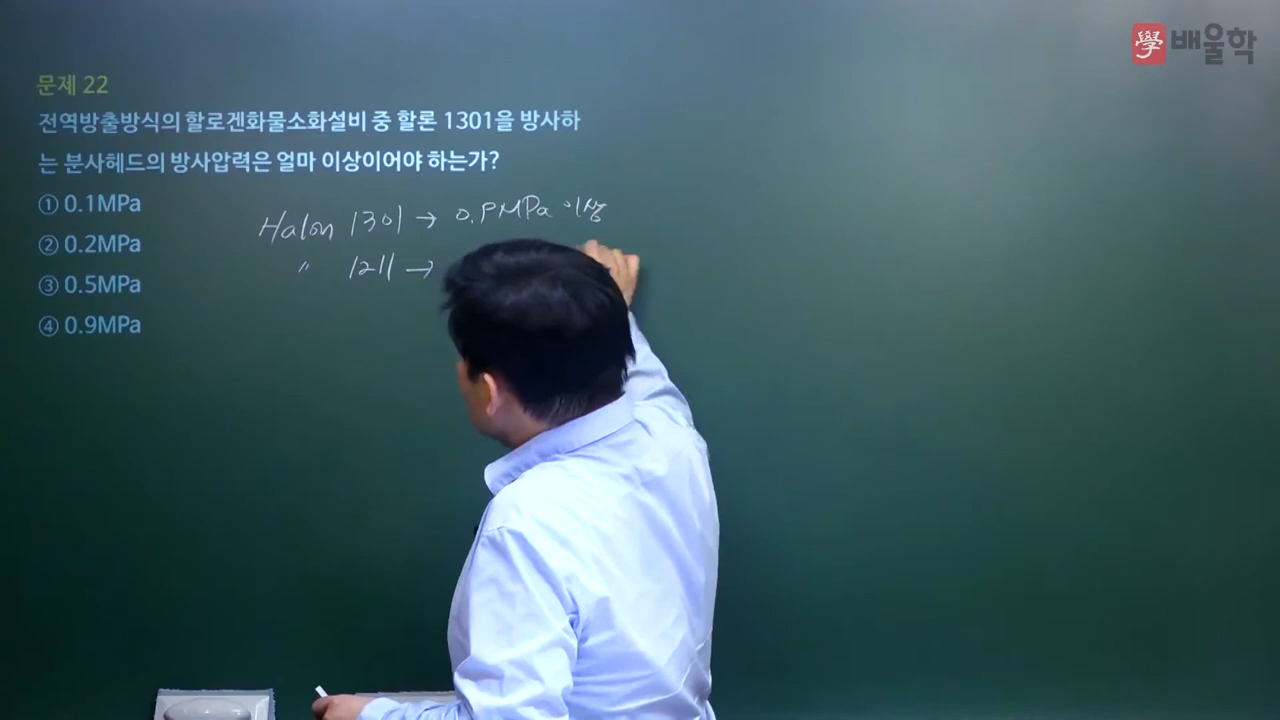 學 배울학
문제 22
전역방출방식의 할로겐화물소화설비 중 할론 1301을 방사하
는 분사헤드의 방사압력은 얼마 이상이어야 하는가?
① 0.1MPa
② 0.2MPa
③ 0.5MPa
④ 0.9MPa
Halon 1301 → 0.9MPa 이상
〃 1211 →